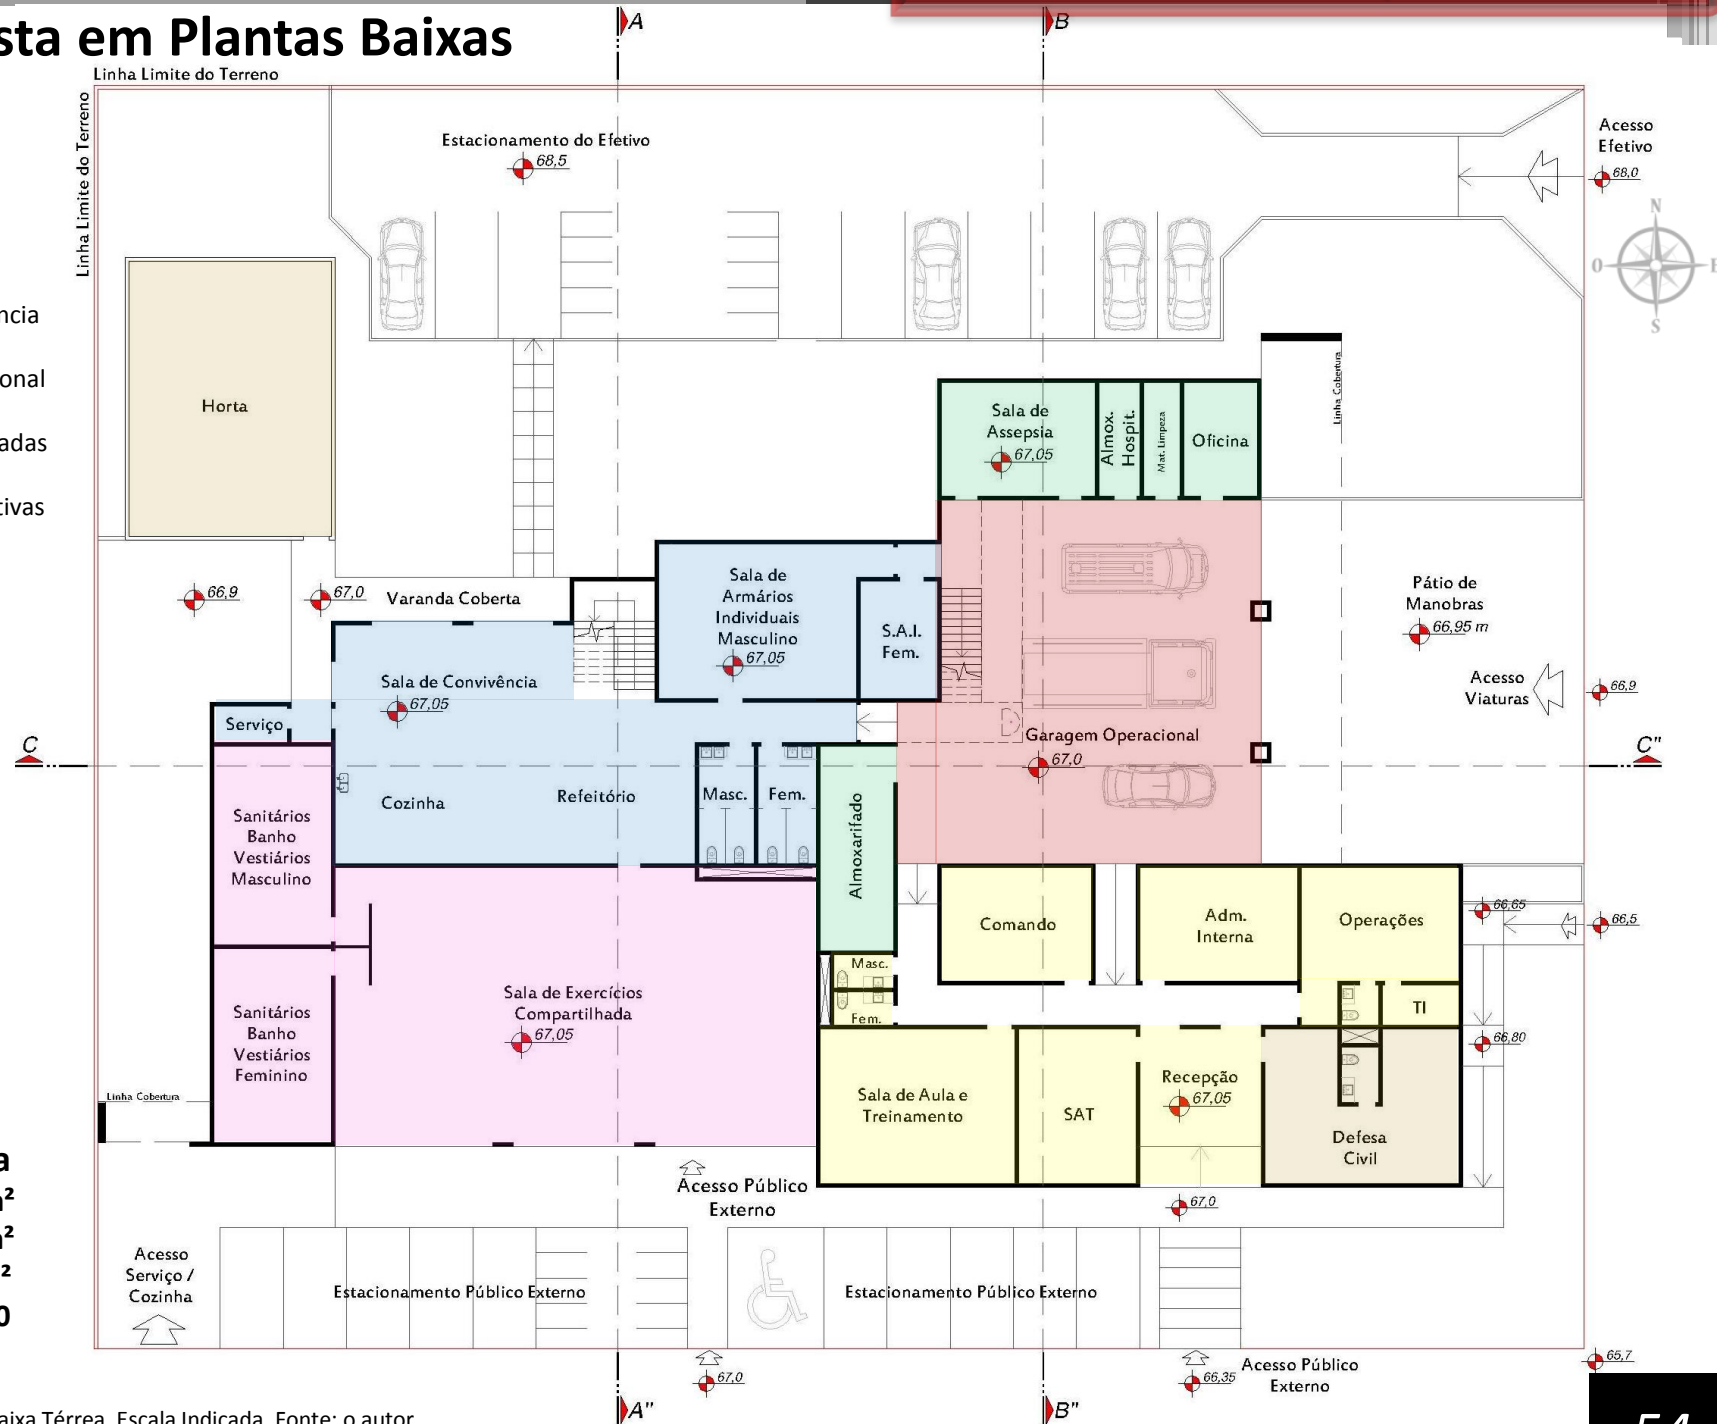 sta em Plantas Baixas
A
B
Linha Limite do Terreno
Linha Limite do Terreno
Estacionamento do Efetivo
68,5
Acesso
Efetivo
68,0
N
O
E
S
ncia
onal
adas
tivas
Horta
Linha Cobertura
Sala de
Assepsia
67,05
Almox.
Hospit.
Mat. Limpeza
Oficina
66,9
67,0
Varanda Coberta
Sala de
Armários
Individuais
Masculino
67,05
S.A.I.
Fem.
Pátio de
Manobras
66,95 m
Acesso
Viaturas
66,9
Sala de Convivência
67,05
Serviço
Garagem Operacional
67,0
C
C"
Cozinha
Refeitório
Masc.
Fem.
Almoxarifado
Sanitários
Banho
Vestiários
Masculino
Comando
Adm.
Interna
Operações
66,65
66,5
Masc.
Fem.
TI
Sala de Exercícios
Compartilhada
67,05
Sanitários
Banho
Vestiários
Feminino
66,80
Linha Cobertura
Sala de Aula e
Treinamento
SAT
Recepção
67,05
Defesa
Civil
a
m²
m²
²
0
Acesso Público
Externo
67,0
Acesso
Serviço /
Cozinha
Estacionamento Público Externo
Estacionamento Público Externo
67,0
66,35
Acesso Público
Externo
65,7
A"
B"
aixa Térrea. Escala Indicada. Fonte: o autor
54